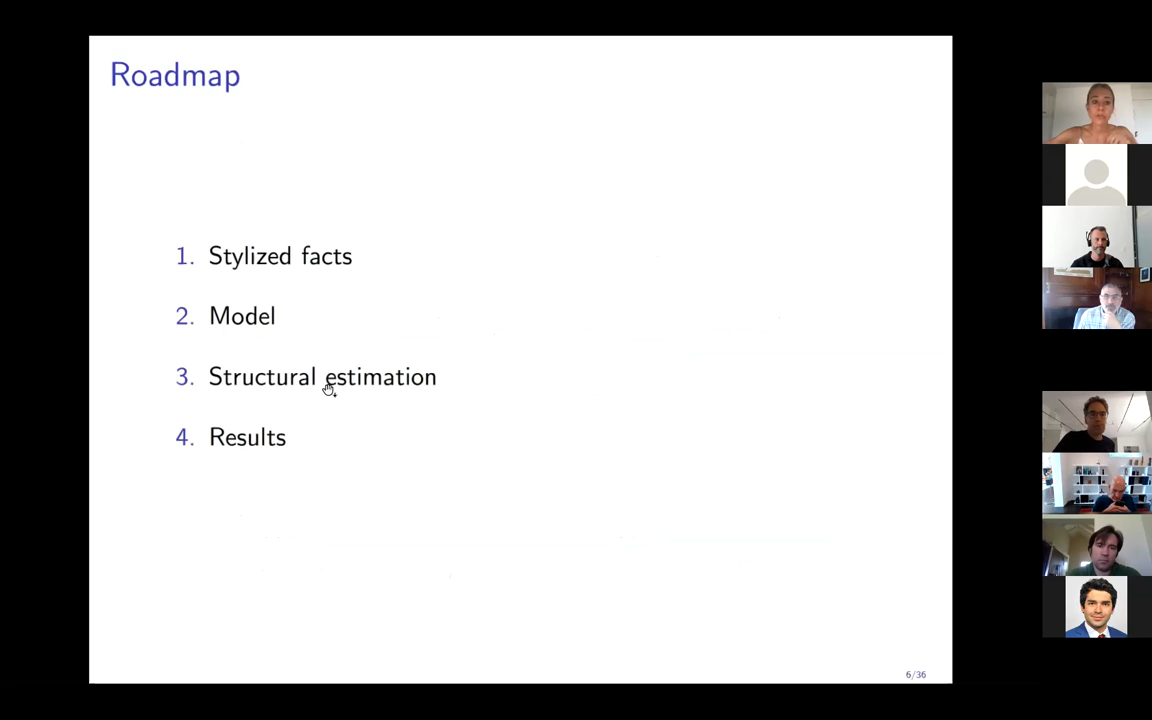 Roadmap
1. Stylized facts
2. Model
3. Structural estimation
4. Results
6/36